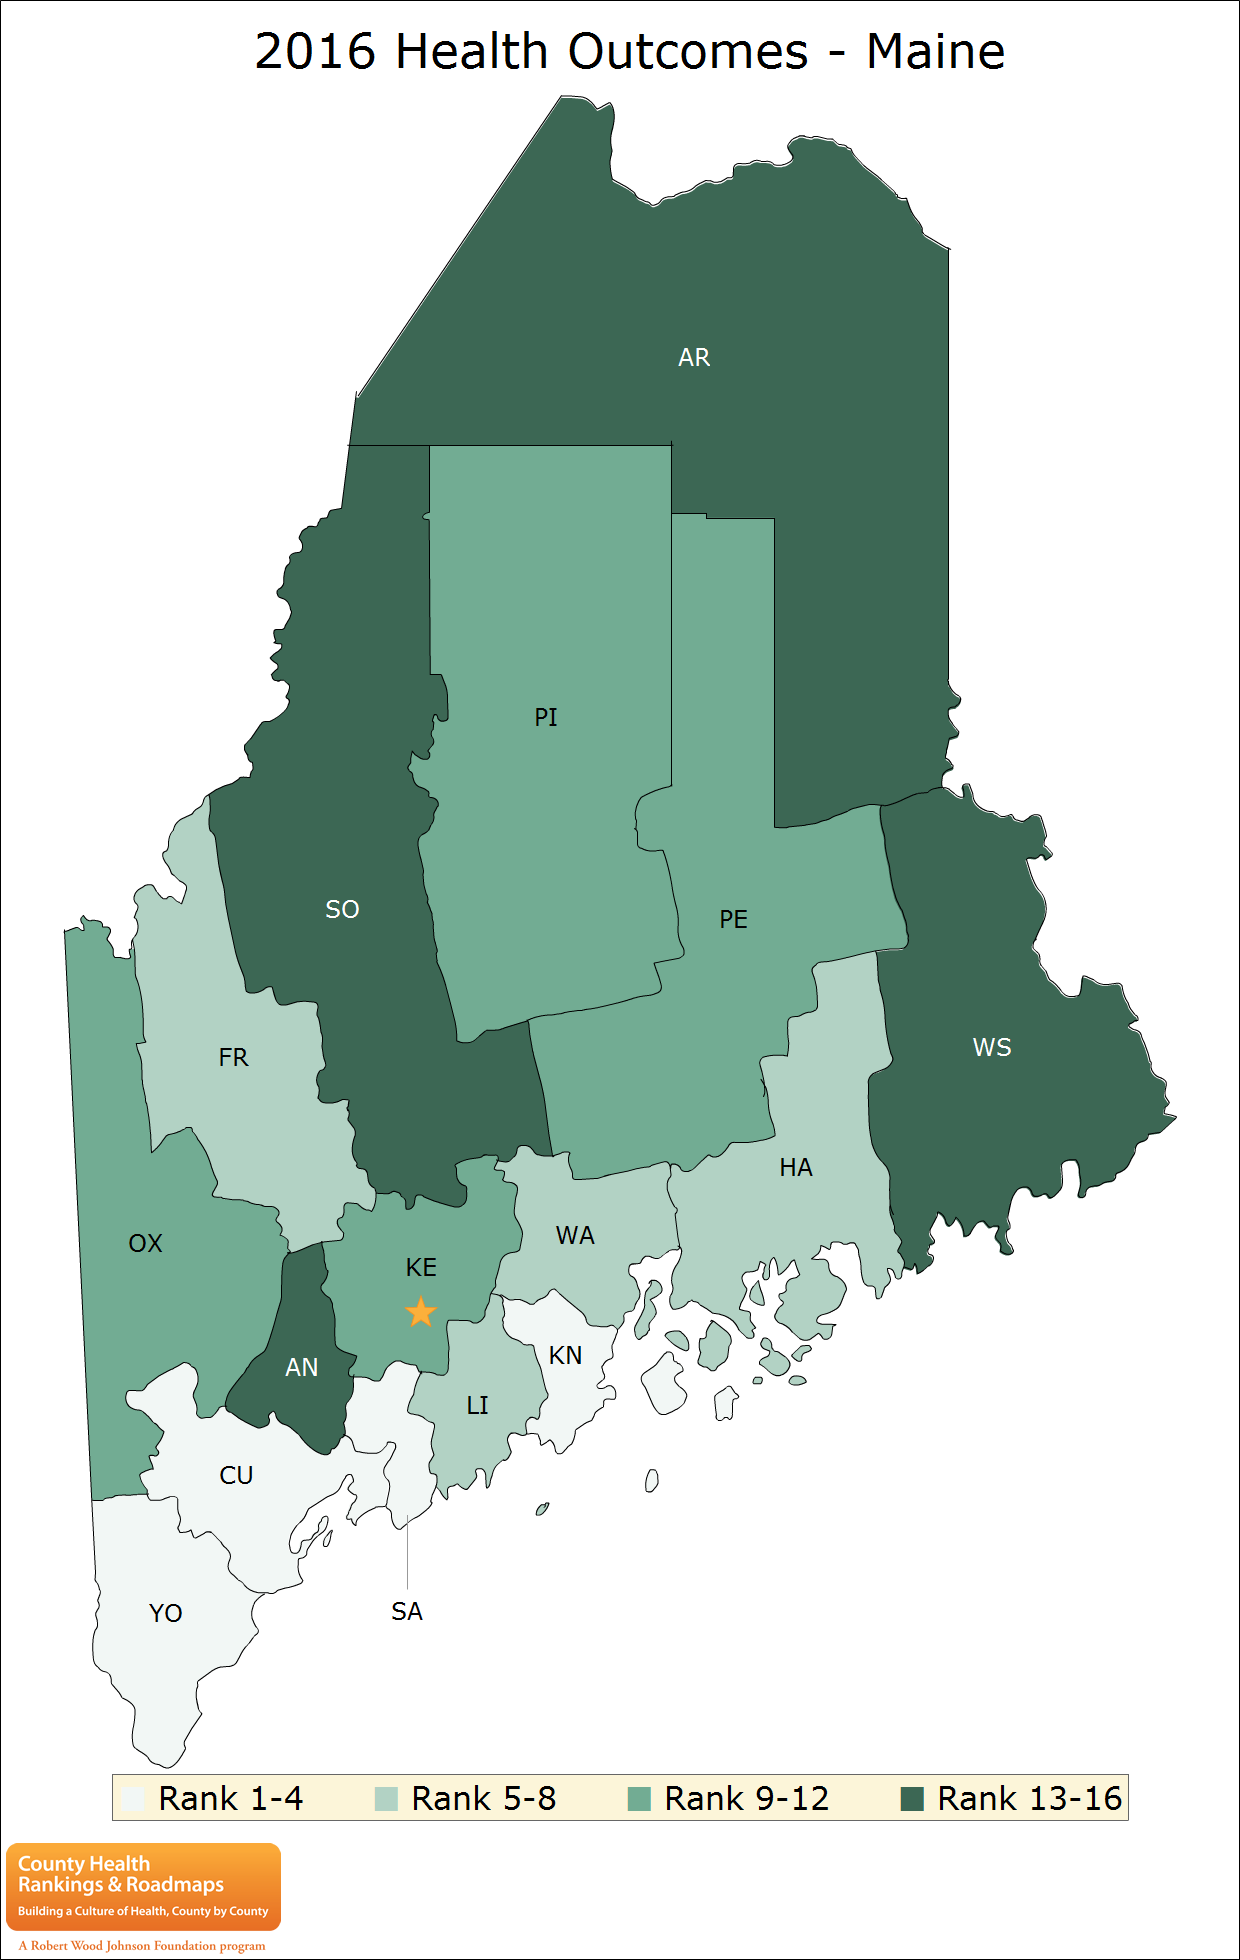 2016 Health Outcomes - Maine
AR
PI
SO
PE
FR
WS
HA
OX
WA
KE
KN
AN
LI
CU
SA
YO
Rank 1-4
Rank 5-8
Rank 9-12
Rank 13-16
County Health
Rankings & Roadmaps
Building a Culture of Health, County by County
A Robert Wood Johnson Foundation program